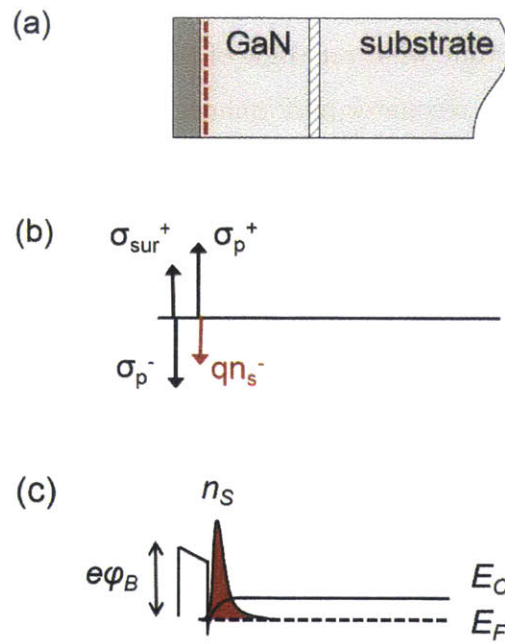 (a)
GaN substrate
(b)
σsur⁺ σp⁺
σp⁻ qns⁻
(c)
nS
eφB
EC
EF